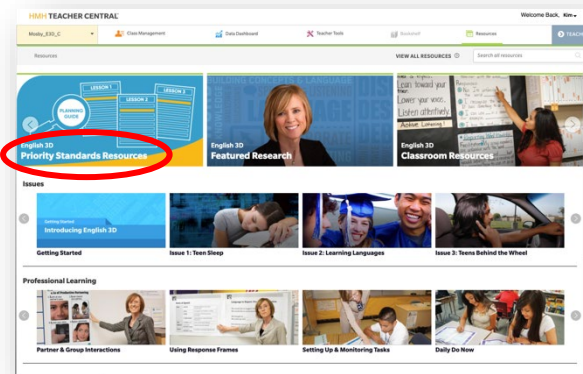 HMH TEACHER CENTRAL
Welcome Back, Kim
Class Management
Data Dashboard
Teacher Tools
Bookshelf
Resources
TEACH
Resources
VIEW ALL RESOURCES
Search all resources
PLANNING GUIDE
LESSON 1
LESSON 2
LESSON 3
English 3D
Priority Standards Resources
English 3D
Featured Research
Lean toward your
Lower your voice
Listen attentively
Active Listening!
English 3D
Classroom Resources
Issues
Getting Started
Introducing English 3D
Getting Started
Issue 1: Teen Sleep
Issue 2: Learning Languages
Issue 3: Teens Behind the Wheel
Professional Learning
Partner & Group Interactions
Using Response Frames
Setting Up & Monitoring Tasks
Daily Do Now